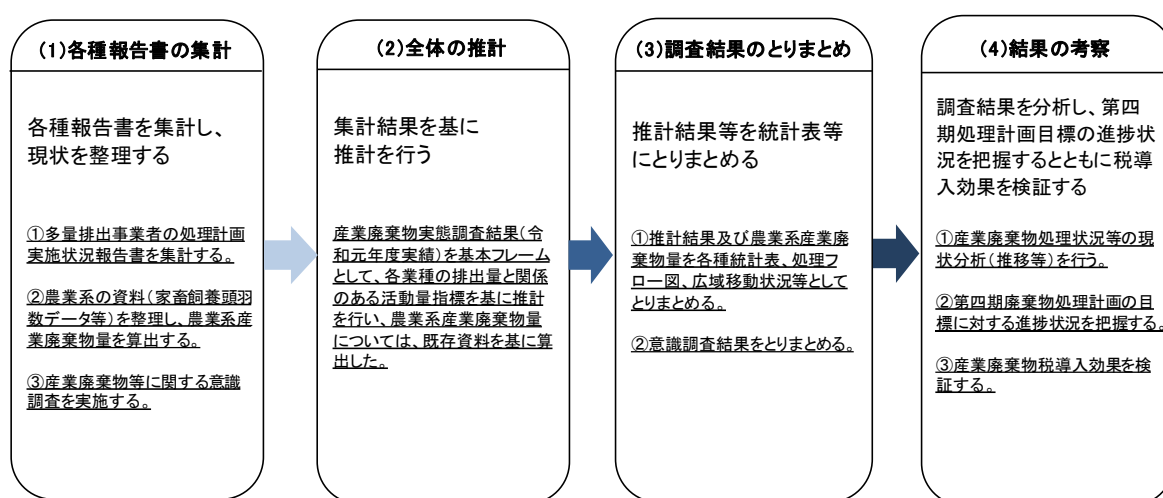 (1)各種報告書の集計
各種報告書を集計し、
現状を整理する
①多量排出事業者の処理計画
実施状況報告書を集計する。
②農業系の資料(家畜飼養頭羽
数データ等)を整理し、農業系産
業廃棄物量を算出する。
③産業廃棄物等に関する意識
調査を実施する。
(2)全体の推計
集計結果を基に
推計を行う
産業廃棄物実態調査結果(令
和元年度実績)を基本フレーム
として、各業種の排出量と関係
のある活動量指標を基に推計
を行い、農業系産業廃棄物量
については、既存資料を基に算
出した。
(3)調査結果のとりまとめ
推計結果等を統計表等
にとりまとめる
①推計結果及び農業系産業廃
棄物量を各種統計表、処理フ
ロー図、広域移動状況等として
とりまとめる。
②意識調査結果をとりまとめる。
(4)結果の考察
調査結果を分析し、第四
期処理計画目標の進捗状
況を把握するとともに税導
入効果を検証する
①産業廃棄物処理状況等の現
状分析(推移等)を行う。
②第四期廃棄物処理計画の目
標に対する進捗状況を把握する。
③産業廃棄物税導入効果を検
証する。